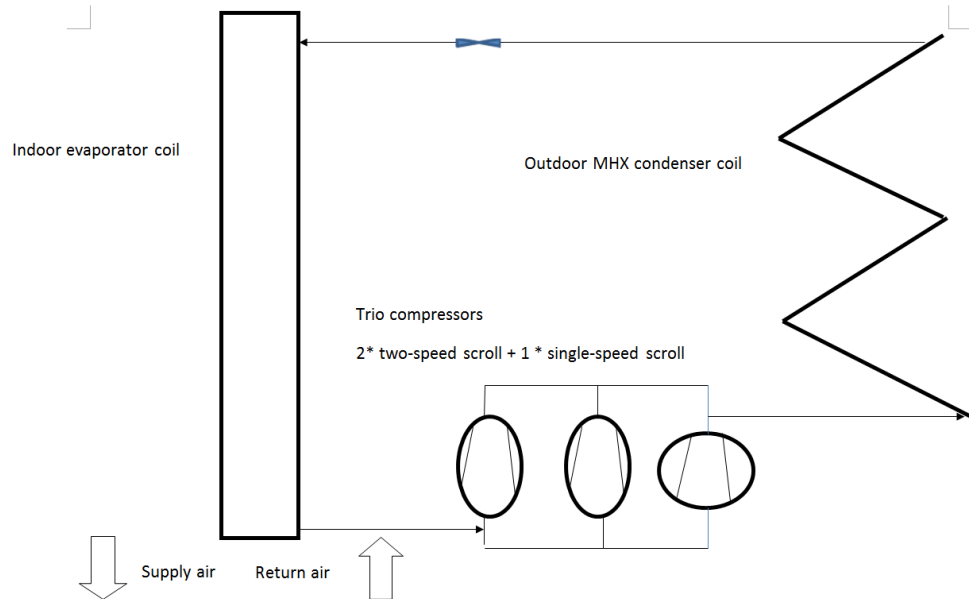 Indoor evaporator coil
Outdoor MHX condenser coil
Trio compressors
2* two-speed scroll + 1 * single-speed scroll
Supply air
Return air